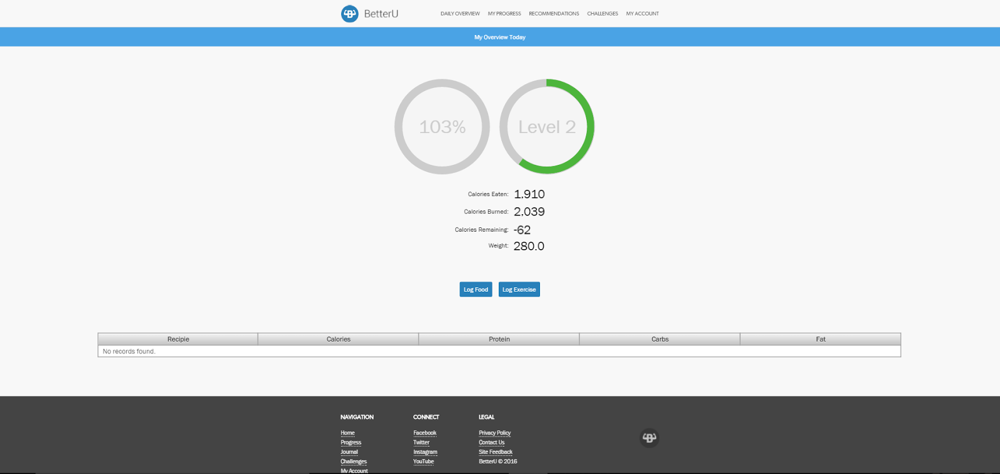 BetterU
DAILY OVERVIEW MY PROGRESS RECOMMENDATIONS CHALLENGES MY ACCOUNT
My Overview Today
103%
Level 2
Calories Eaten: 1,910
Calories Burned: 2,039
Calories Remaining: -62
Weight: 280.0
Log Food Log Exercise
Recipie Calories Protein Carbs Fat
No records found.
NAVIGATION
Home
Progress
Journal
Challenges
My Account
CONNECT
Facebook
Twitter
Instagram
YouTube
LEGAL
Privacy Policy
Contact Us
Site Feedback
BetterU © 2016